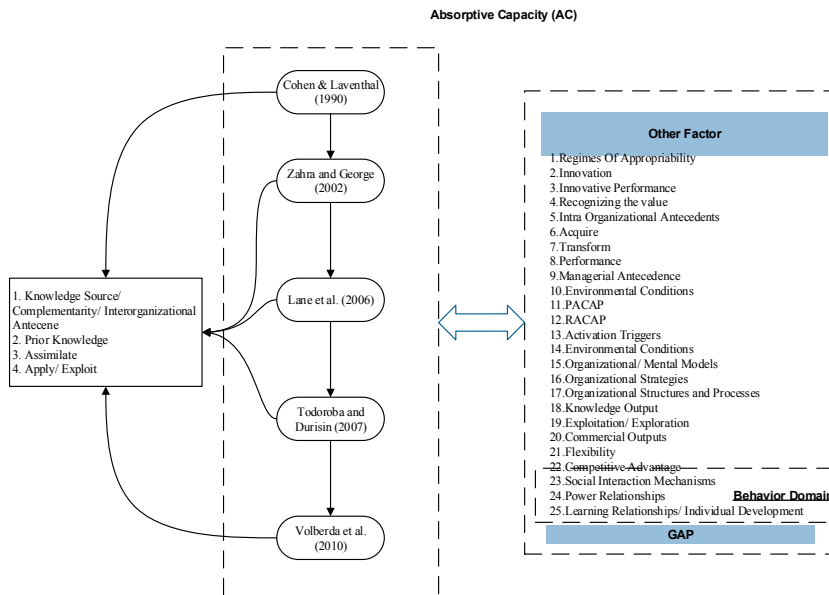 Absorptive Capacity (AC)
Cohen & Laventhal
(1990)
Zahra and George
(2002)
Lane et al. (2006)
Todoroba and
Durisin (2007)
Volberda et al.
(2010)
1. Knowledge Source/
Complementarity/ Interorganizational
Antecene
2. Prior Knowledge
3. Assimilate
4. Apply/ Exploit
Other Factor
1.Regimes Of Appropriability
2.Innovation
3.Innovative Performance
4.Recognizing the value
5.Intra Organizational Antecedents
6.Acquire
7.Transform
8.Performance
9.Managerial Antecedence
10.Environmental Conditions
11.PACAP
12.RACAP
13.Activation Triggers
14.Environmental Conditions
15.Organizational/ Mental Models
16.Organizational Strategies
17.Organizational Structures and Processes
18.Knowledge Output
19.Exploitation/ Exploration
20.Commercial Outputs
21.Flexibility
22.Competitive Advantage
23.Social Interaction Mechanisms
24.Power Relationships
25.Learning Relationships/ Individual Development
Behavior Domain
GAP